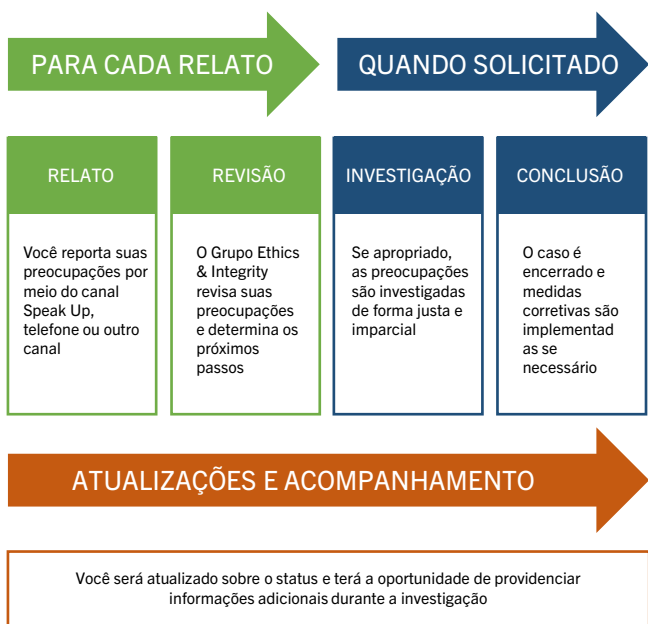 PARA CADA RELATO
QUANDO SOLICITADO
RELATO
Você reporta suas
preocupações por
meio do canal
Speak Up,
telefone ou outro
canal
REVISÃO
O Grupo Ethics
& Integrity
revisa suas
preocupações
e determina os
próximos
passos
INVESTIGAÇÃO
Se apropriado,
as preocupações
são investigadas
de forma justa e
imparcial
CONCLUSÃO
O caso é
encerrado e
medidas
corretivas são
implementad
as se
necessário
ATUALIZAÇÕES E ACOMPANHAMENTO
Você será atualizado sobre o status e terá a oportunidade de providenciar
informações adicionais durante a investigação